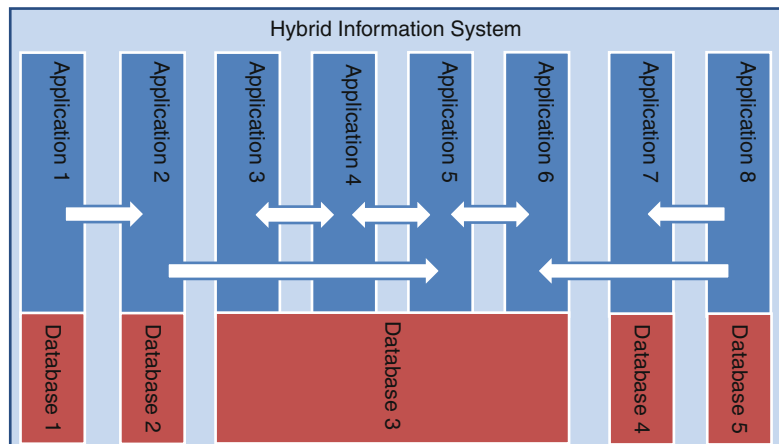 Hybrid Information System
Application 1
Application 2
Application 3
Application 4
Application 5
Application 6
Application 7
Application 8
Database 1
Database 2
Database 3
Database 4
Database 5